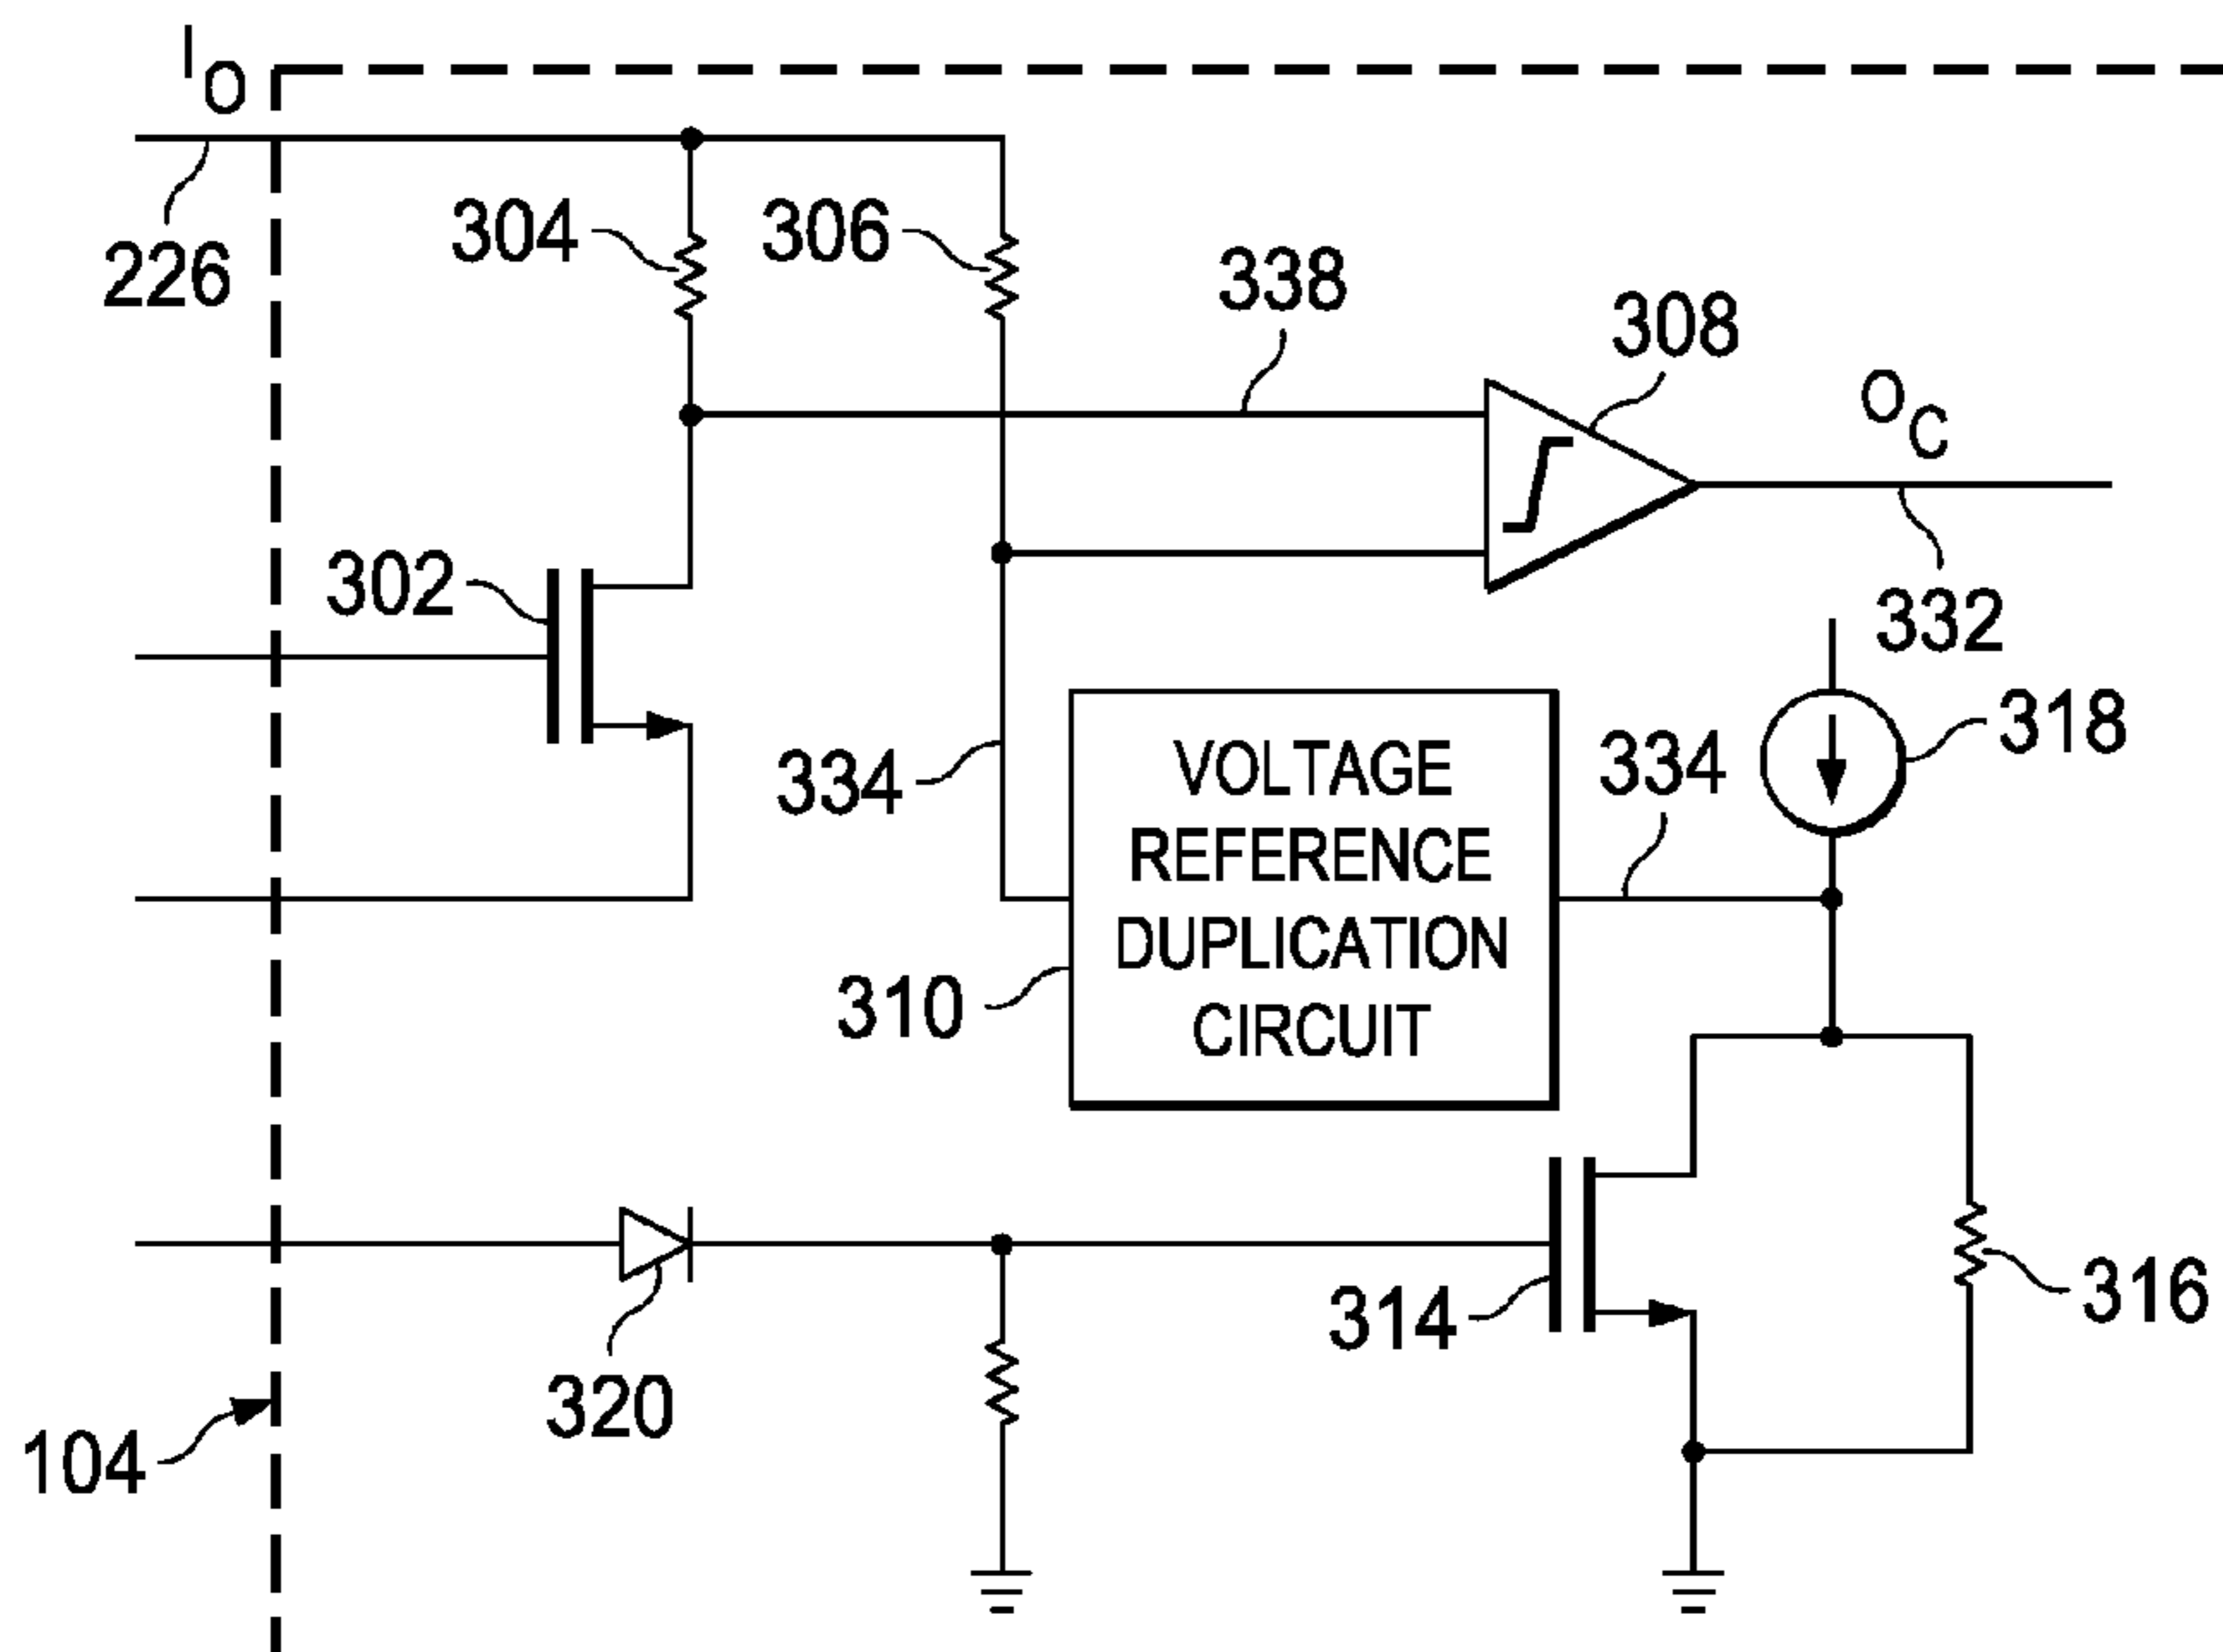 IO
304
306
338
308
226
OC
302
332
318
334
VOLTAGE
334
REFERENCE
DUPLICATION
310
CIRCUIT
314
316
320
104